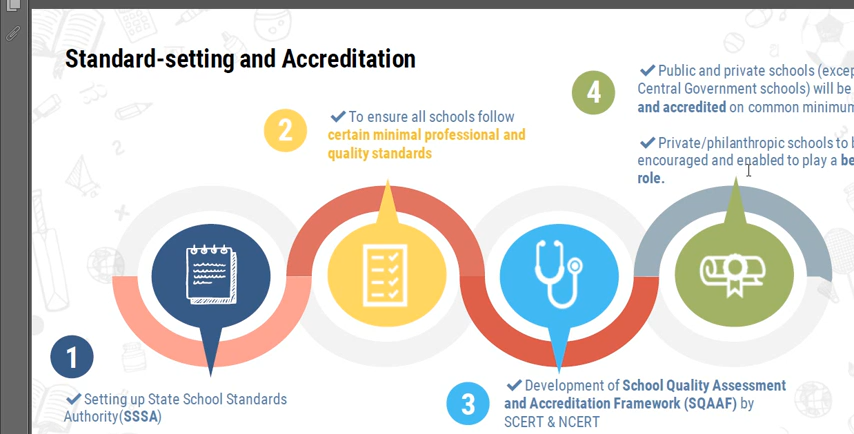 Standard-setting and Accreditation
1
✔ Setting up State School Standards
Authority(SSSA)
2
✔ To ensure all schools follow
certain minimal professional and
quality standards
3
✔ Development of School Quality Assessment
and Accreditation Framework (SQAAF) by
SCERT & NCERT
4
✔ Public and private schools
Central Government schools) will be
and accredited on common minimum
✔ Private/philanthropic schools to
encouraged and enabled to play a
role.